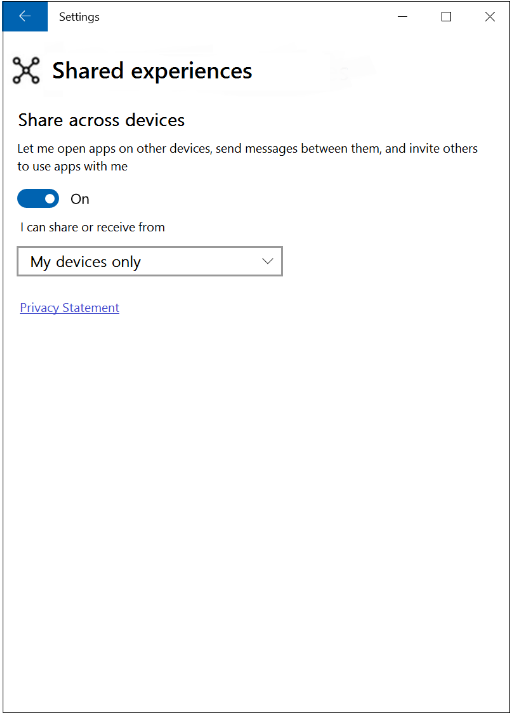 Settings
Shared experiences
Share across devices
Let me open apps on other devices, send messages between them, and invite others
to use apps with me
On
I can share or receive from
My devices only
Privacy Statement